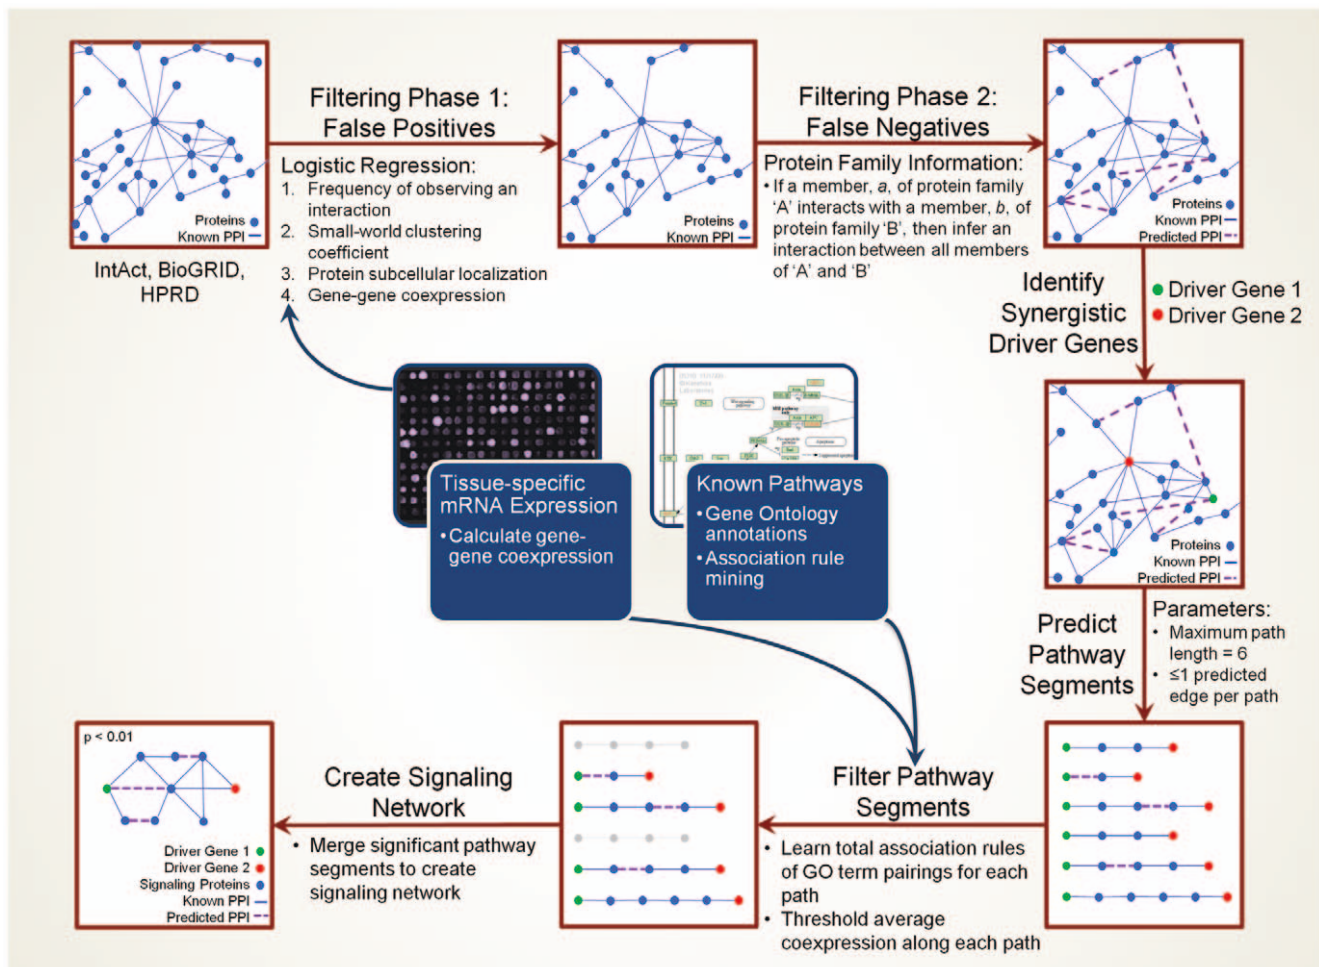 Filtering Phase 1:
False Positives
Logistic Regression:
1. Frequency of observing an
interaction
2. Small-world clustering
coefficient
3. Protein subcellular localization
4. Gene-gene coexpression
Proteins
Known PPI
IntAct, BioGRID,
HPRD
Proteins
Known PPI
Filtering Phase 2:
False Negatives
Protein Family Information:
• If a member, a, of protein family
‘A’ interacts with a member, b, of
protein family ‘B’, then infer an
interaction between all members
of ‘A’ and ‘B’
Proteins
Known PPI
Predicted PPI
Identify
Synergistic
Driver Genes
Driver Gene 1
Driver Gene 2
Tissue-specific
mRNA Expression
• Calculate gene-
gene coexpression
Known Pathways
• Gene Ontology
annotations
• Association rule
mining
Proteins
Known PPI
Predicted PPI
Predict
Pathway
Segments
Parameters:
• Maximum path
length = 6
• ≤1 predicted
edge per path
Filter Pathway
Segments
• Learn total association rules
of GO term pairings for each
path
• Threshold average
coexpression along each path
Create Signaling
Network
• Merge significant pathway
segments to create
signaling network
p < 0.01
Driver Gene 1
Driver Gene 2
Signaling Proteins
Known PPI
Predicted PPI